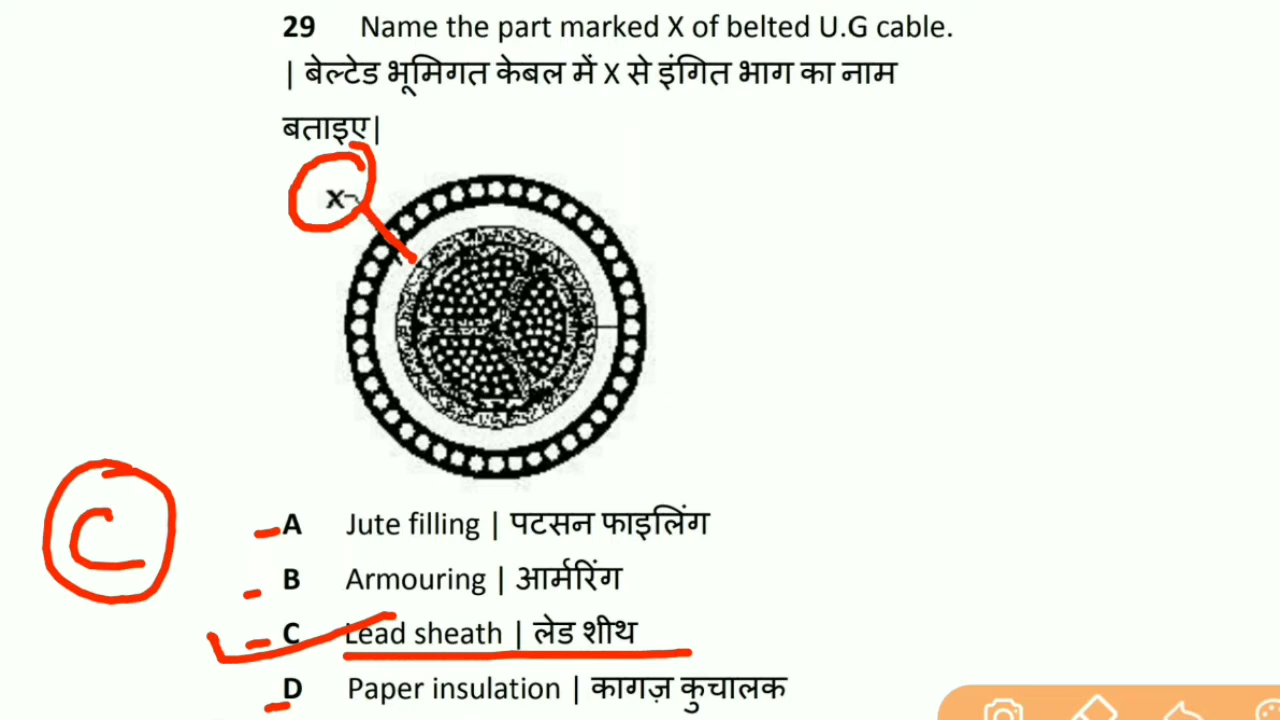 29 Name the part marked X of belted U.G cable.
| बेल्टेड भूमिगत केबल में X से इंगित भाग का नाम
बताइए|
X
C
A Jute filling | पटसन फाइलिंग
B Armouring | आर्मरिंग
C Lead sheath | लेड शीथ
D Paper insulation | कागज़ कुचालक